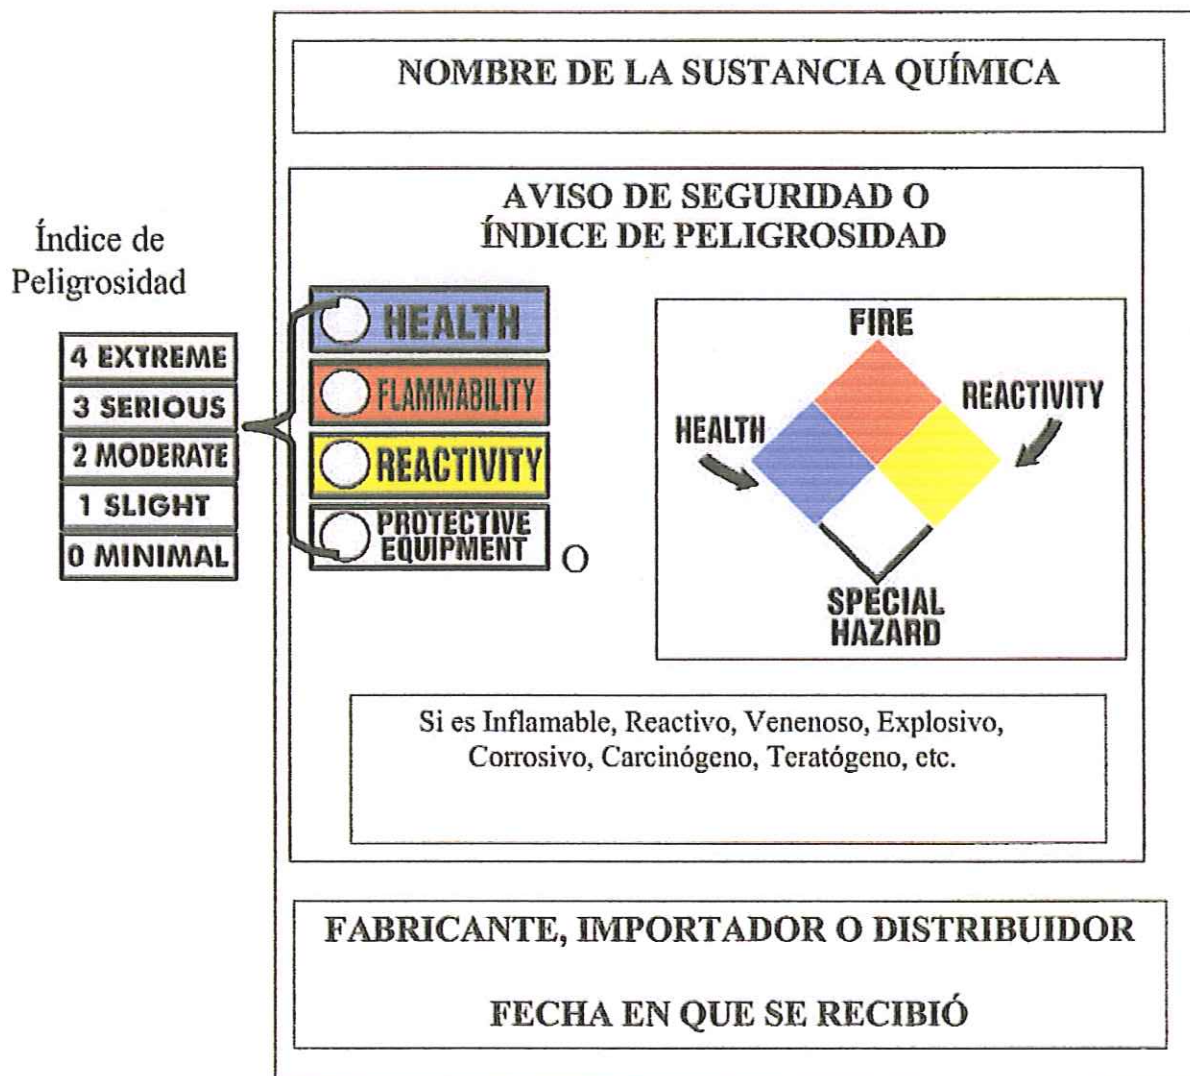 NOMBRE DE LA SUSTANCIA QUÍMICA
AVISO DE SEGURIDAD O
ÍNDICE DE PELIGROSIDAD
Índice de
Peligrosidad
4 EXTREME
3 SERIOUS
2 MODERATE
1 SLIGHT
0 MINIMAL
HEALTH
FLAMMABILITY
REACTIVITY
PROTECTIVE
EQUIPMENT
O
FIRE
HEALTH
REACTIVITY
SPECIAL
HAZARD
Si es Inflamable, Reactivo, Venenoso, Explosivo,
Corrosivo, Carcinógeno, Teratógeno, etc.
FABRICANTE, IMPORTADOR O DISTRIBUIDOR
FECHA EN QUE SE RECIBIÓ